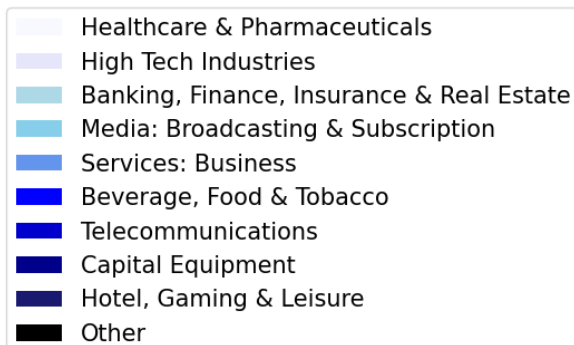 Healthcare & Pharmaceuticals
High Tech Industries
Banking, Finance, Insurance & Real Estate
Media: Broadcasting & Subscription
Services: Business
Beverage, Food & Tobacco
Telecommunications
Capital Equipment
Hotel, Gaming & Leisure
Other